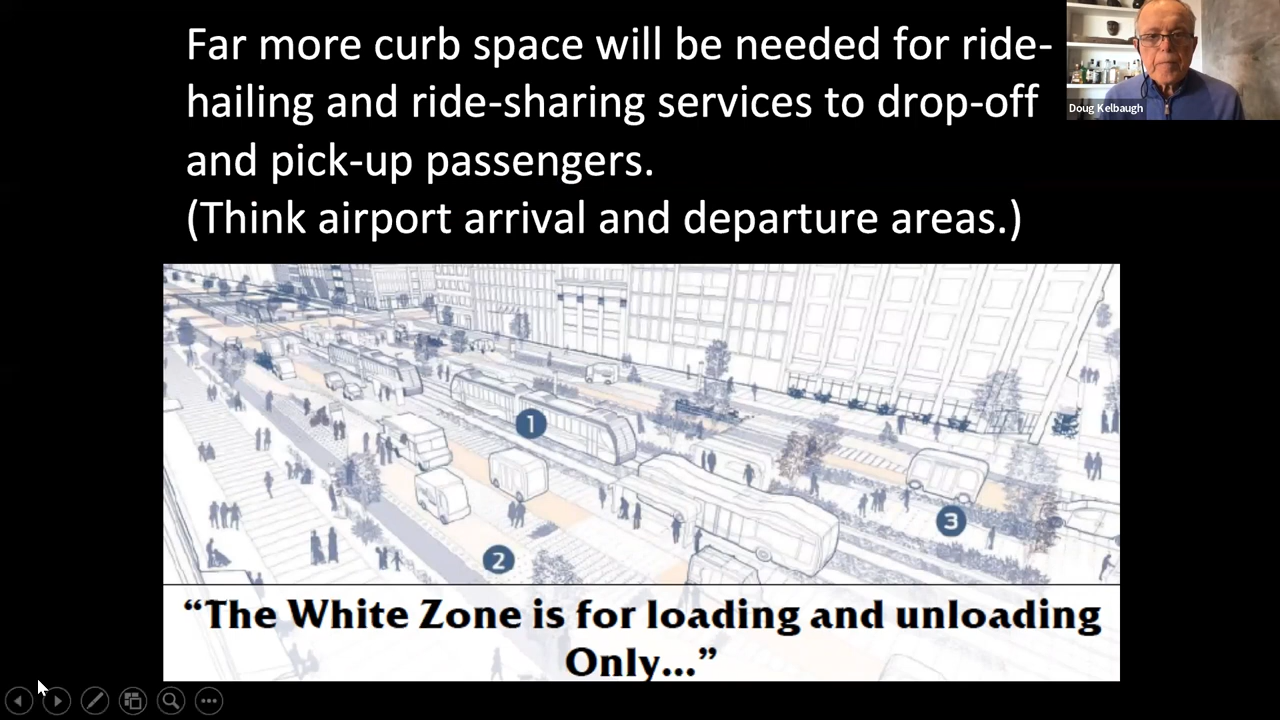 Far more curb space will be needed for ride-
hailing and ride-sharing services to drop-off
and pick-up passengers.
(Think airport arrival and departure areas.)
Doug Kelbaugh
1
2
3
“The White Zone is for loading and unloading
Only...”